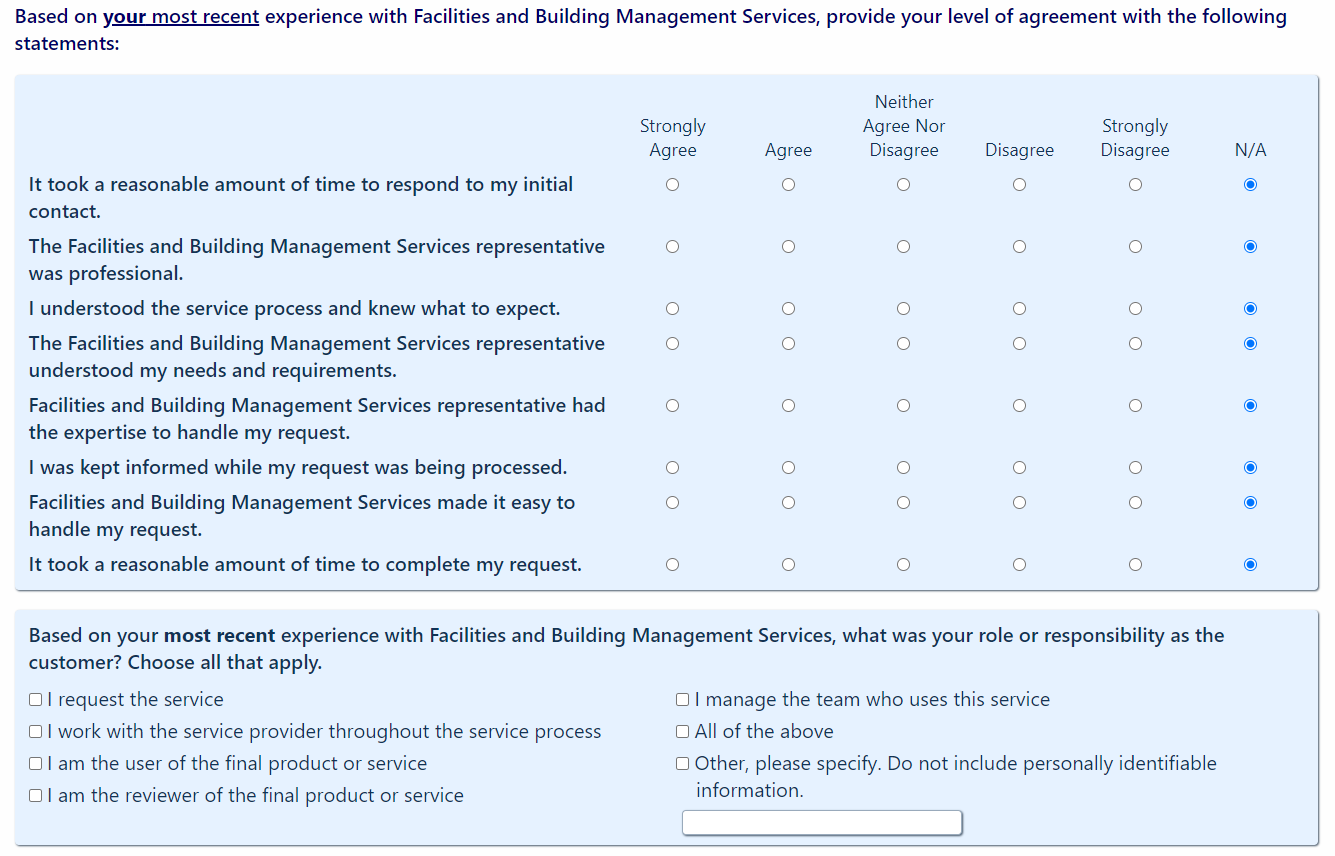 Based on your most recent experience with Facilities and Building Management Services, provide your level of agreement with the following
statements:
Strongly
Agree
Agree
Neither
Agree Nor
Disagree
Disagree
Strongly
Disagree
N/A
It took a reasonable amount of time to respond to my initial
contact.
The Facilities and Building Management Services representative
was professional.
I understood the service process and knew what to expect.
The Facilities and Building Management Services representative
understood my needs and requirements.
Facilities and Building Management Services representative had
the expertise to handle my request.
I was kept informed while my request was being processed.
Facilities and Building Management Services made it easy to
handle my request.
It took a reasonable amount of time to complete my request.
Based on your most recent experience with Facilities and Building Management Services, what was your role or responsibility as the
customer? Choose all that apply.
I request the service
I work with the service provider throughout the service process
I am the user of the final product or service
I am the reviewer of the final product or service
I manage the team who uses this service
All of the above
Other, please specify. Do not include personally identifiable
information.